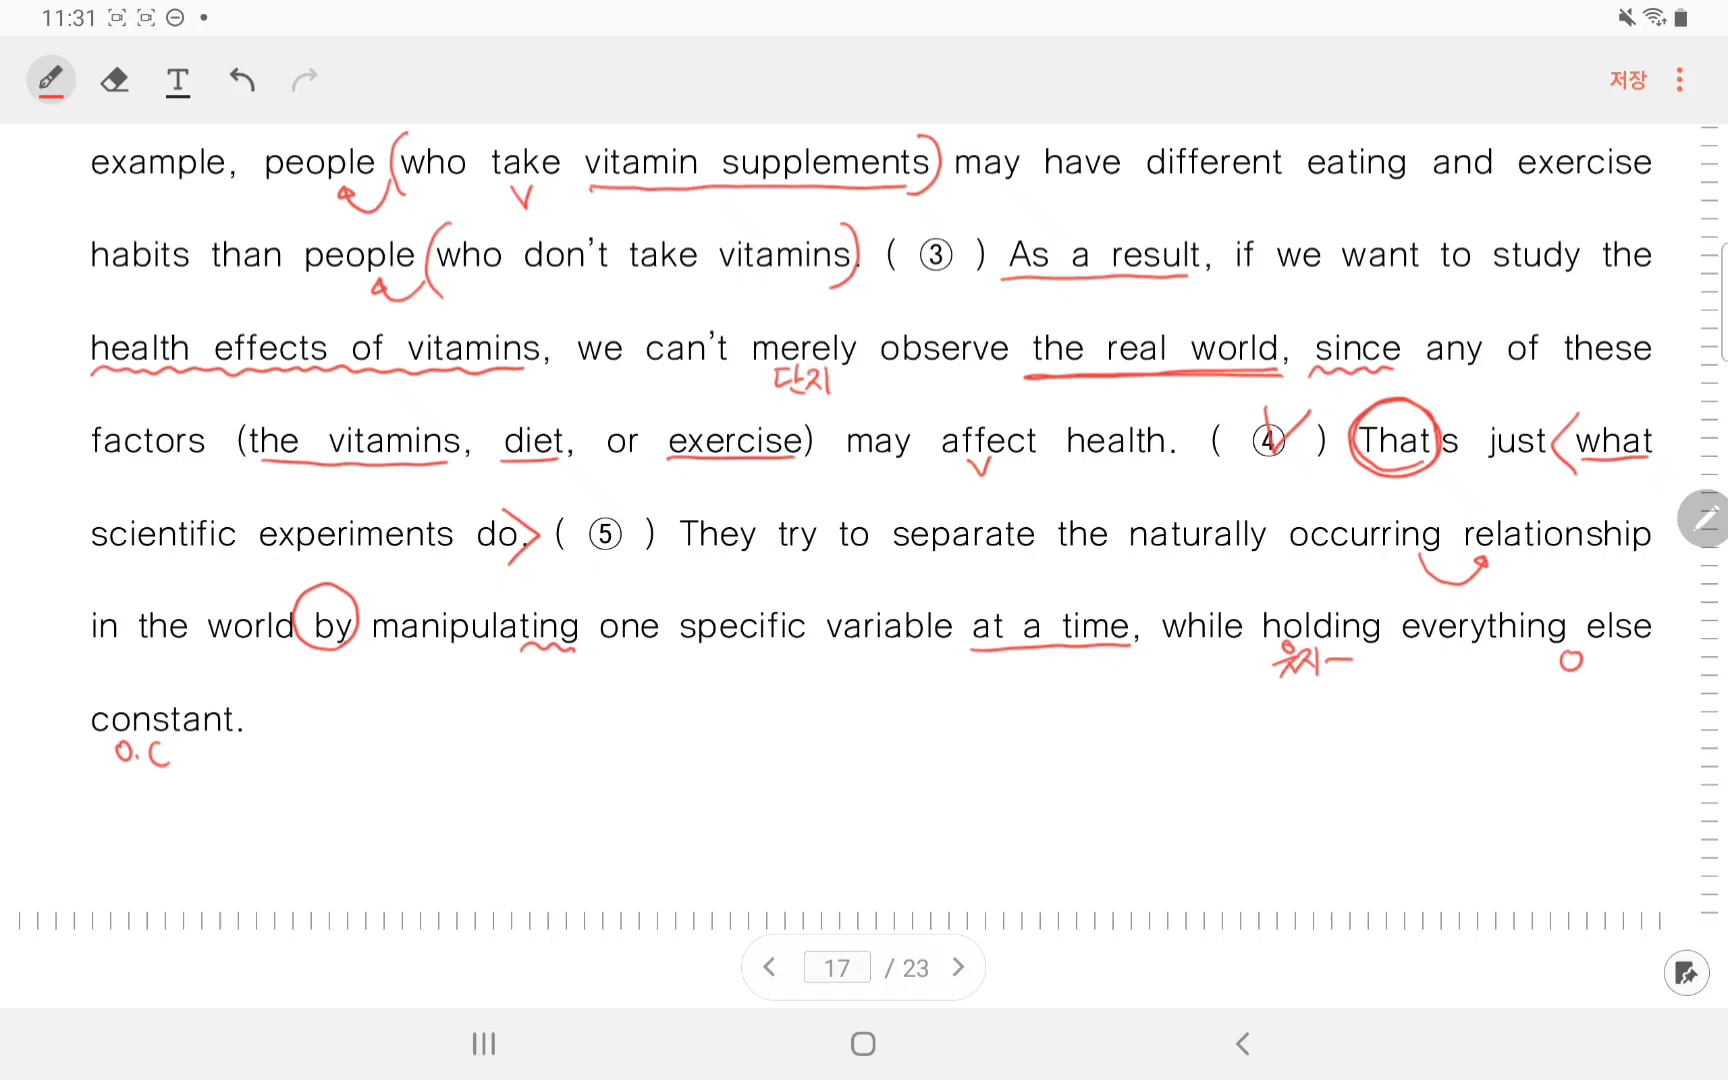 11:31
T
저장
example, people (who take vitamin supplements) may have different eating and exercise
V
habits than people (who don't take vitamins). ( ③ ) As a result, if we want to study the
health effects of vitamins, we can't merely observe the real world, since any of these
단지
factors (the vitamins, diet, or exercise) may affect health. ( ④ ) That's just <what
V
scientific experiments do.> ( ⑤ ) They try to separate the naturally occurring relationship
in the world by manipulating one specific variable at a time, while holding everything else
유지 O
constant.
O.C
17 / 23